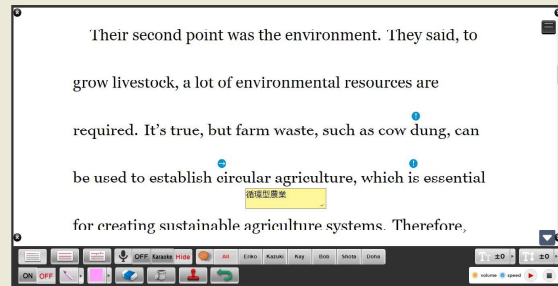 Their second point was the environment. They said, to
grow livestock, a lot of environmental resources are
required. It's true, but farm waste, such as cow dung, can
be used to establish circular agriculture, which is essential
循環型農業
for creating sustainable agriculture systems. Therefore,
OFF Karaoke Hide All Eriko Kazuki Kay Bob Shota Doha ±0 ±0
ON OFF volume speed